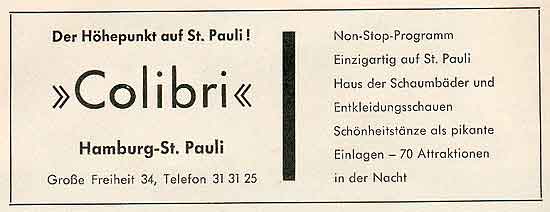 Der Höhepunkt auf St. Pauli!
»Colibri«
Hamburg-St. Pauli
Große Freiheit 34, Telefon 31 31 25
Non-Stop-Programm
Einzigartig auf St. Pauli
Haus der Schaumbäder und
Entkleidungsschauen
Schönheitstänze als pikante
Einlagen – 70 Attraktionen
in der Nacht